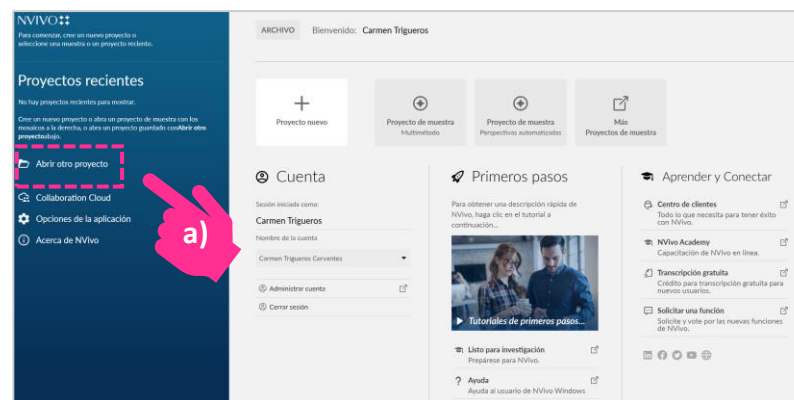 NVIVO
Para comenzar, cree un nuevo proyecto o
seleccione una muestra o un proyecto reciente.
Proyectos recientes
No hay proyectos recientes para mostrar.
Cree un nuevo proyecto o abra un proyecto de muestra con los
mosaicos a la derecha, o abra un proyecto guardado conAbrir otro
proyectoabajo.
Abrir otro proyecto
Collaboration Cloud
Opciones de la aplicación
Acerca de NVivo
a)
ARCHIVO Bienvenido: Carmen Trigueros
Proyecto nuevo
Proyecto de muestra
Multimétodo
Proyecto de muestra
Perspectivas automatizadas
Más
Proyectos de muestra
Cuenta
Sesión iniciada como:
Carmen Trigueros
Nombre de la cuenta
Carmen Trigueros Cervantes
Administrar cuenta
Cerrar sesión
Primeros pasos
Para obtener una descripción rápida de
NVivo, haga clic en el tutorial a
continuación...
Tutoriales de primeros pasos...
Listo para investigación
Prepárese para NVivo.
? Ayuda
Ayuda al usuario de NVivo Windows
Aprender y Conectar
Centro de clientes
Todo lo que necesita para tener éxito
con NVivo.
NVivo Academy
Capacitación de NVivo en línea.
Transcripción gratuita
Crédito para transcripción gratuita para
nuevos usuarios.
Solicitar una función
Solicite y vote por las nuevas funciones
de NVivo.